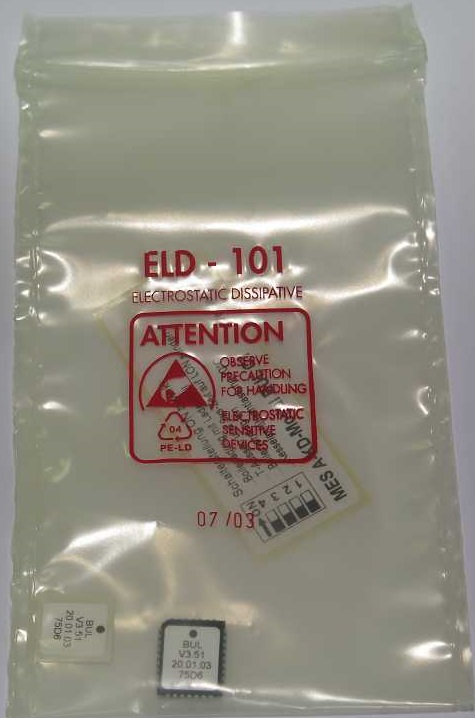 ELD - 101
ELECTROSTATIC DISSIPATIVE
ATTENTION
OBSERVE
PRECAUTION
FOR HANDLING
ELECTROSTATIC
SENSITIVE
DEVICES
04
PE-LD
07 /03
MES A
1 2 3 4
ON
BUL
V3.51
20.01.03
75D6
BUL
V3.51
20.01.03
75D6